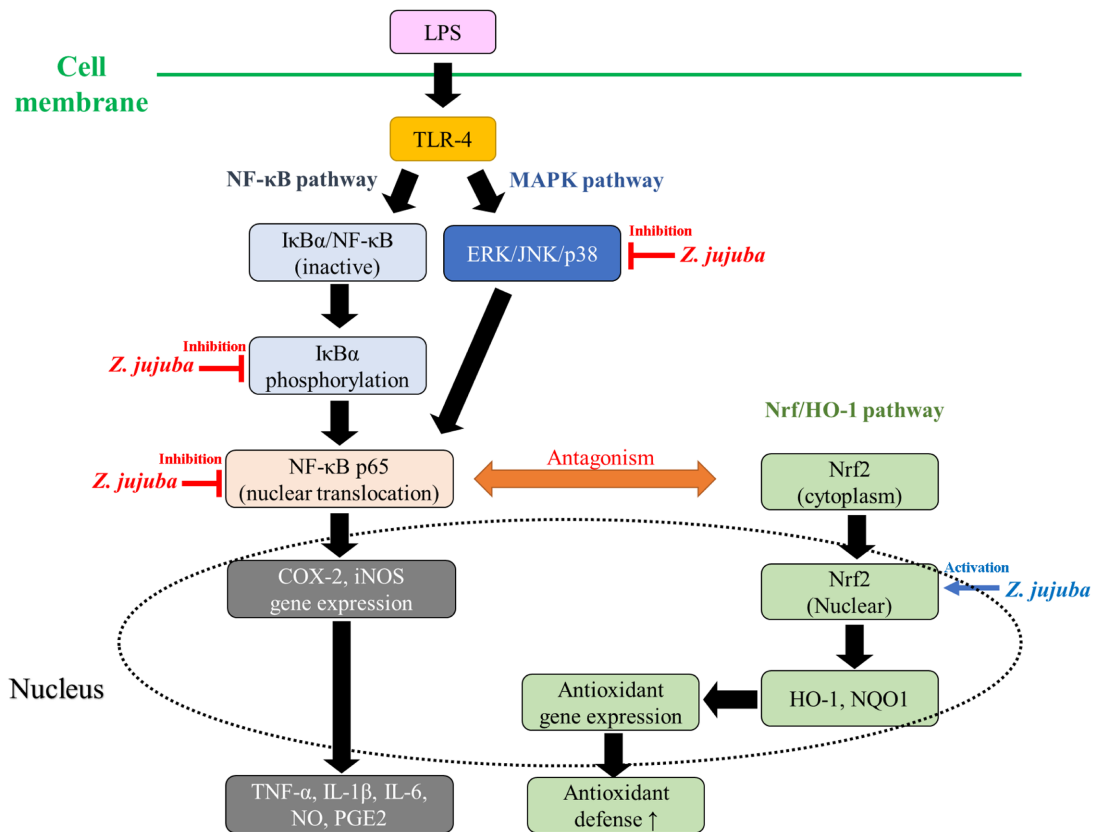 LPS
Cell
membrane
TLR-4
NF-κB pathway
MAPK pathway
IκBα/NF-κB
(inactive)
ERK/JNK/p38
Inhibition
Z. jujuba
Inhibition
Z. jujuba
IκBα
phosphorylation
Nrf/HO-1 pathway
Inhibition
Z. jujuba
NF-κB p65
(nuclear translocation)
Antagonism
Nrf2
(cytoplasm)
COX-2, iNOS
gene expression
Nrf2
(Nuclear)
Activation
Z. jujuba
Nucleus
Antioxidant
gene expression
HO-1, NQO1
TNF-α, IL-1β, IL-6,
NO, PGE2
Antioxidant
defense ↑